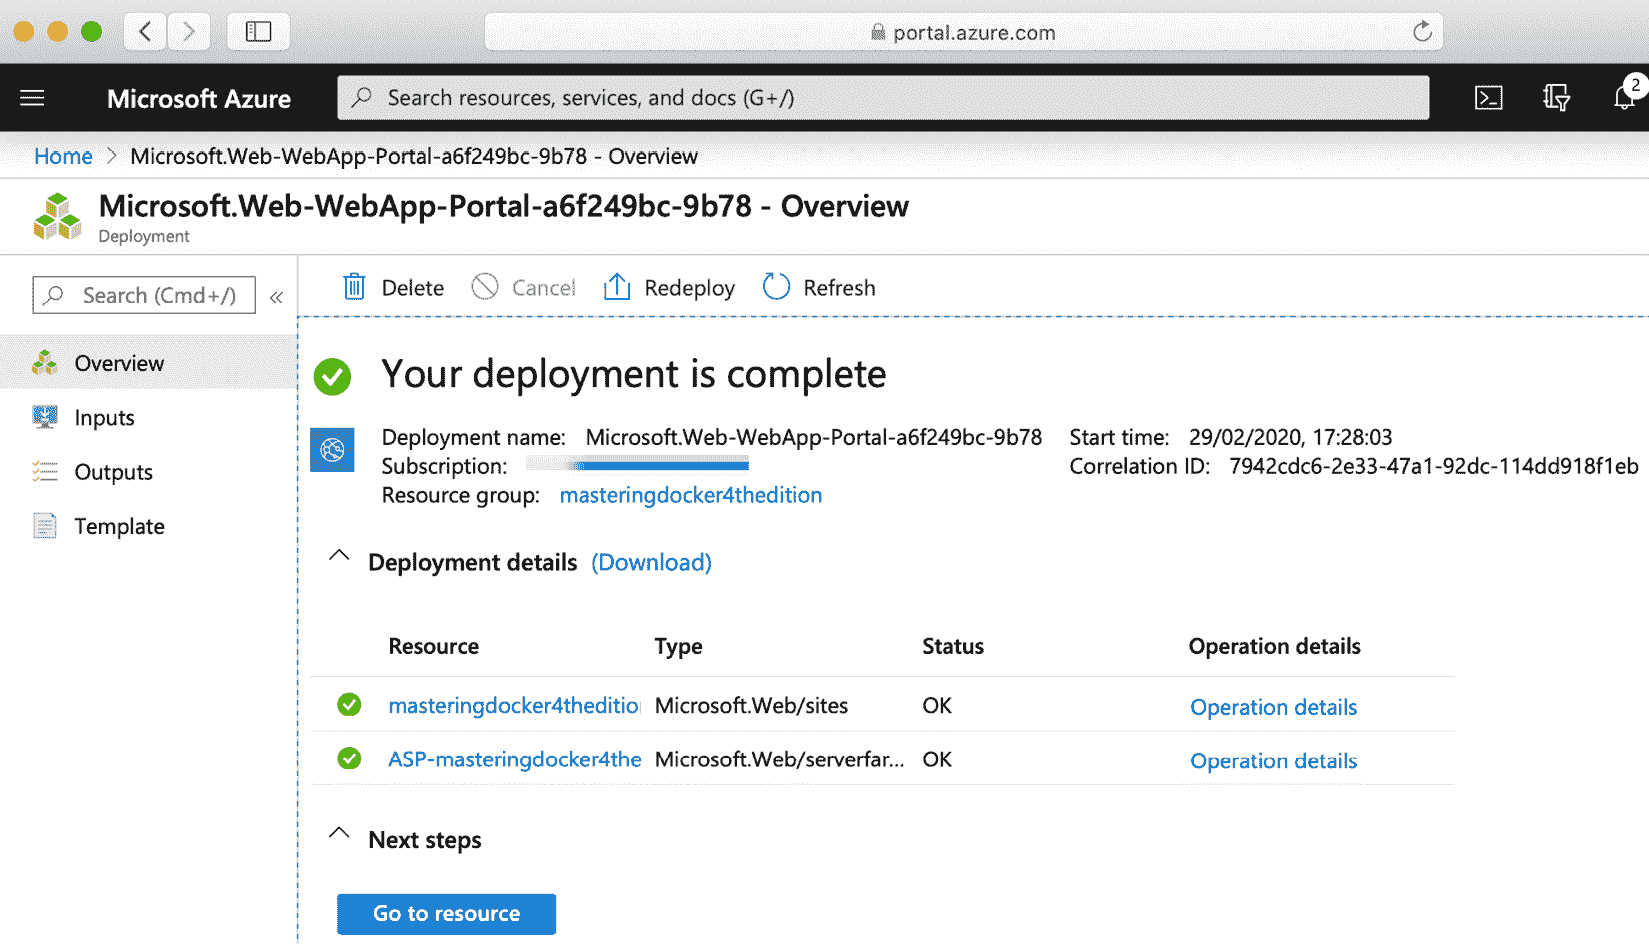 portal.azure.com
Microsoft Azure
Search resources, services, and docs (G+/)
2
Home > Microsoft.Web-WebApp-Portal-a6f249bc-9b78 - Overview
Microsoft.Web-WebApp-Portal-a6f249bc-9b78 - Overview
Deployment
Search (Cmd+/)
«
Delete Cancel Redeploy Refresh
Overview
Inputs
Outputs
Template
Your deployment is complete
Deployment name: Microsoft.Web-WebApp-Portal-a6f249bc-9b78 Start time: 29/02/2020, 17:28:03
Subscription: Correlation ID: 7942cdc6-2e33-47a1-92dc-114dd918f1eb
Resource group: masteringdocker4thedition
Deployment details (Download)
Resource Type Status Operation details
masteringdocker4thedition Microsoft.Web/sites OK Operation details
ASP-masteringdocker4the Microsoft.Web/serverfar... OK Operation details
Next steps
Go to resource